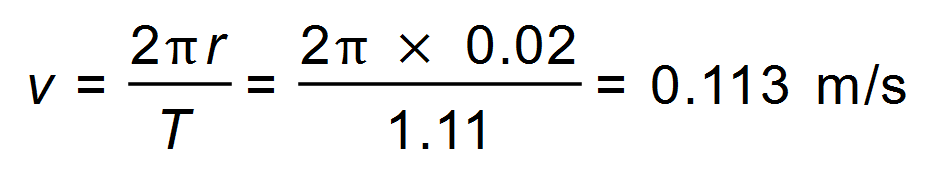 v = 2πr / T = 2π × 0.02 / 1.11 = 0.113 m/s